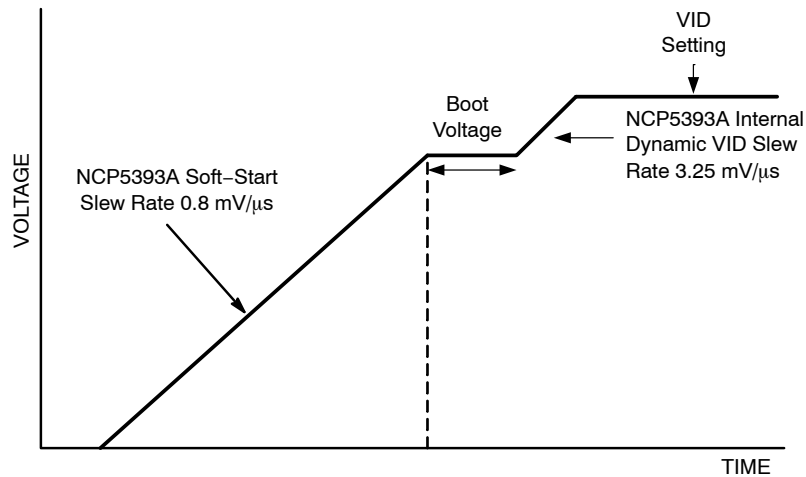 VID
Setting
Boot
Voltage
NCP5393A Internal
Dynamic VID Slew
Rate 3.25 mV/μs
NCP5393A Soft−Start
Slew Rate 0.8 mV/μs
VOLTAGE
TIME